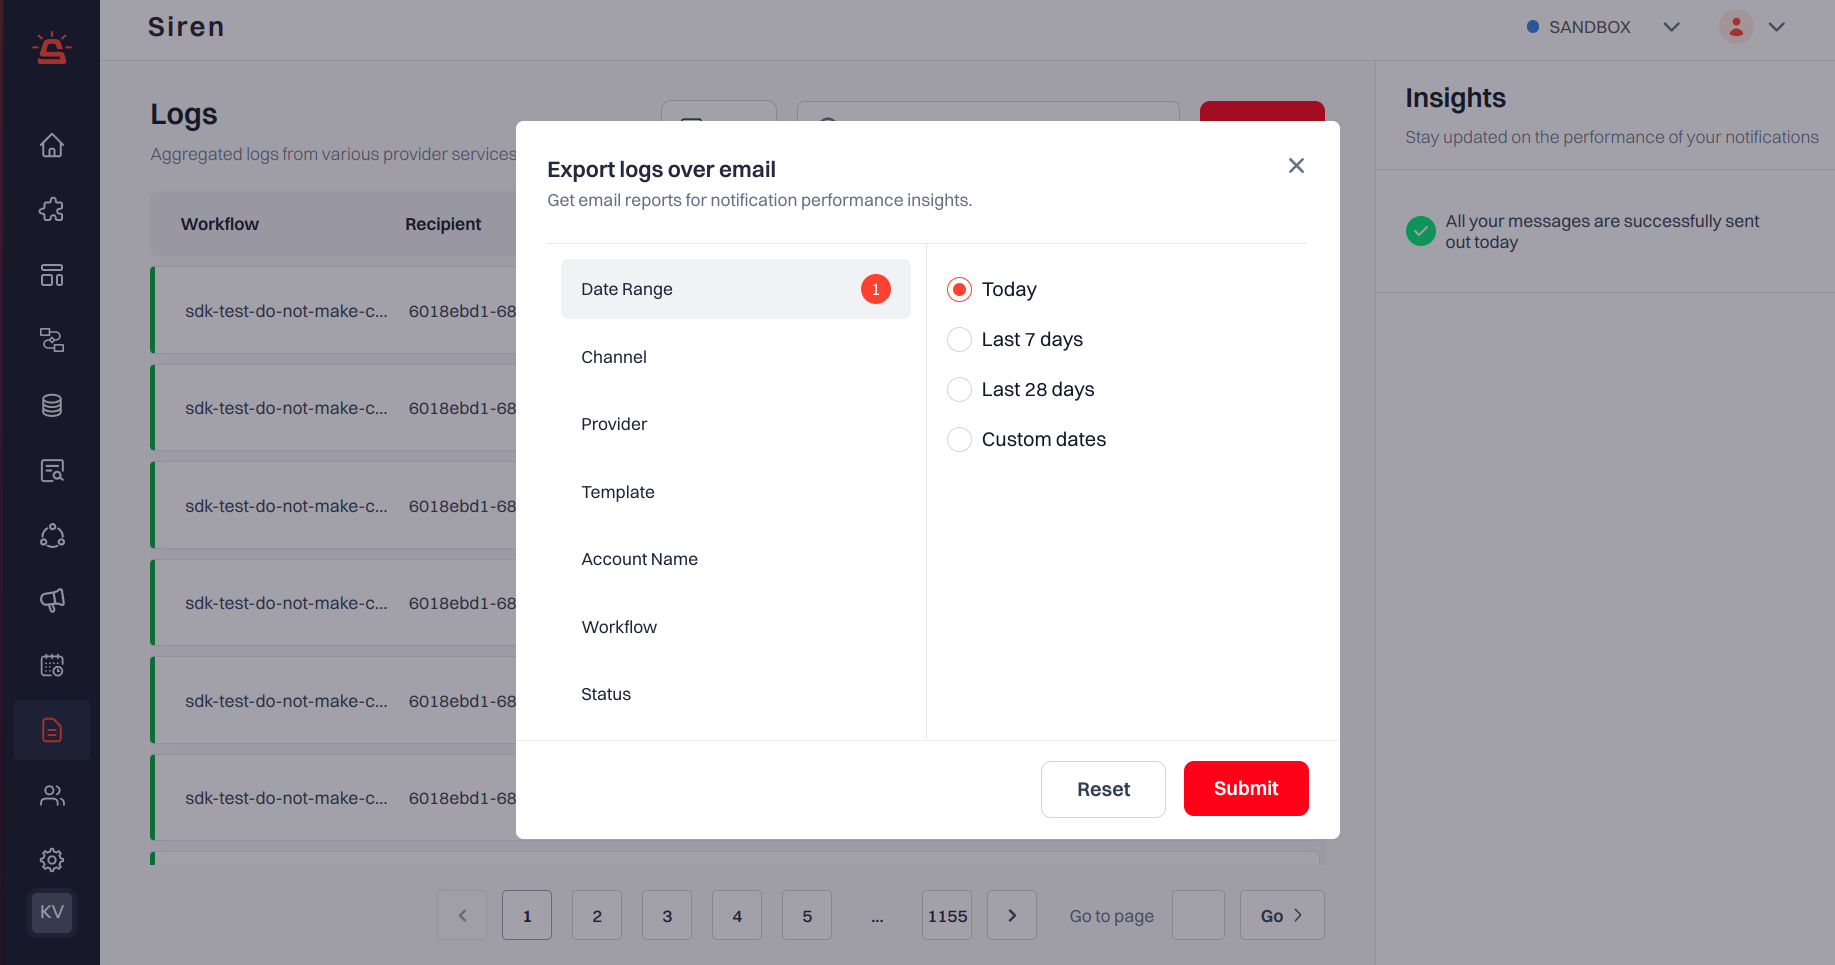 Siren
SANDBOX
Logs
Aggregated logs from various provider services
Workflow
Recipient
sdk-test-do-not-make-c... 6018ebd1-68
sdk-test-do-not-make-c... 6018ebd1-68
sdk-test-do-not-make-c... 6018ebd1-68
sdk-test-do-not-make-c... 6018ebd1-68
sdk-test-do-not-make-c... 6018ebd1-68
sdk-test-do-not-make-c... 6018ebd1-68
KV
Export logs over email
Get email reports for notification performance insights.
Date Range 1
Channel
Provider
Template
Account Name
Workflow
Status
Today
Last 7 days
Last 28 days
Custom dates
Reset
Submit
1 2 3 4 5 ... 1155 Go to page Go
Insights
Stay updated on the performance of your notifications
All your messages are successfully sent
out today